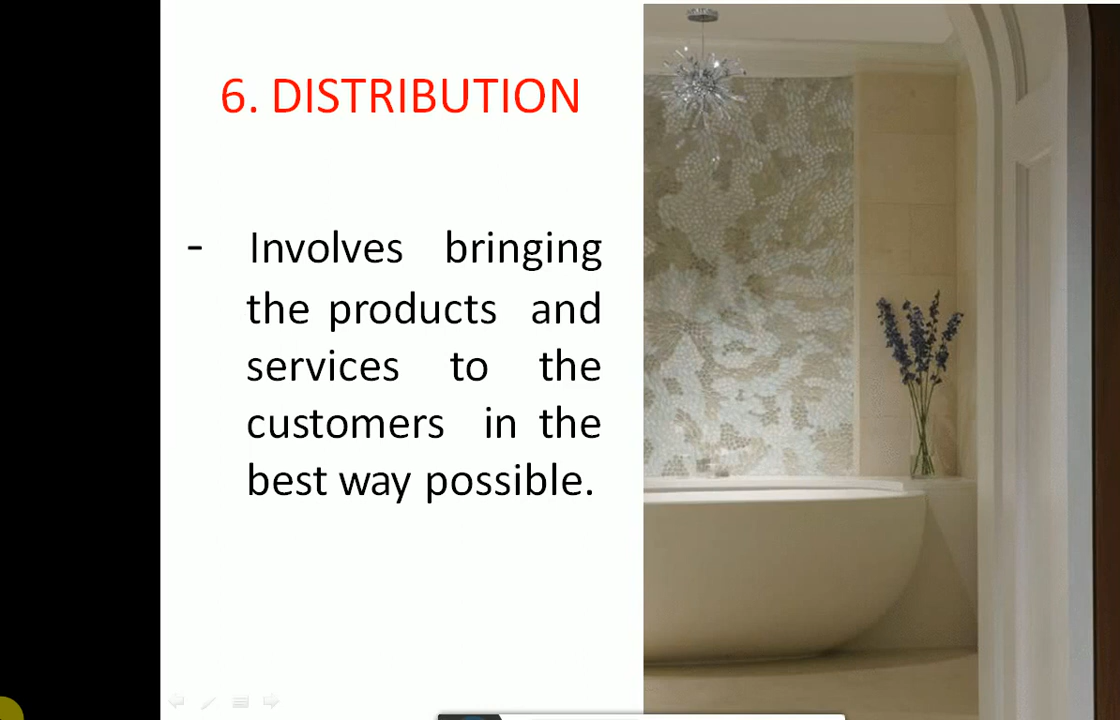 6. DISTRIBUTION
- Involves bringing
the products and
services to the
customers in the
best way possible.